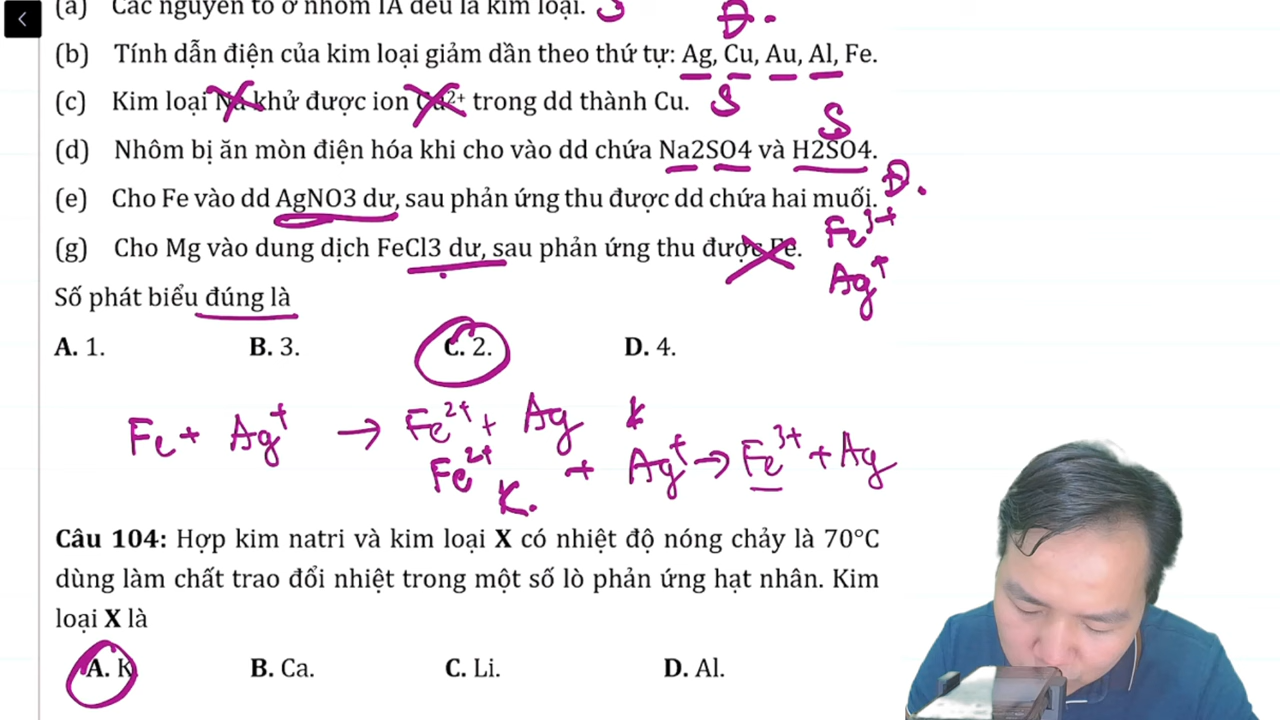 (a) Các nguyên tố ở nhóm IA đều là kim loại. S
Đ.
(b) Tính dẫn điện của kim loại giảm dần theo thứ tự: Ag, Cu, Au, Al, Fe.
(c) Kim loại Na khử được ion Cu²⁺ trong dd thành Cu. S
S
(d) Nhôm bị ăn mòn điện hóa khi cho vào dd chứa Na2SO4 và H2SO4.
Đ.
(e) Cho Fe vào dd AgNO3 dư, sau phản ứng thu được dd chứa hai muối.
Fe³⁺
(g) Cho Mg vào dung dịch FeCl3 dư, sau phản ứng thu được Fe.
Ag⁺
Số phát biểu đúng là
A. 1. B. 3. C. 2. D. 4.
Fe + Ag⁺ → Fe²⁺ + Ag
Fe²⁺ + Ag⁺ → Fe³⁺ + Ag
K.
Câu 104: Hợp kim natri và kim loại X có nhiệt độ nóng chảy là 70°C
dùng làm chất trao đổi nhiệt trong một số lò phản ứng hạt nhân. Kim
loại X là
A. K. B. Ca. C. Li. D. Al.